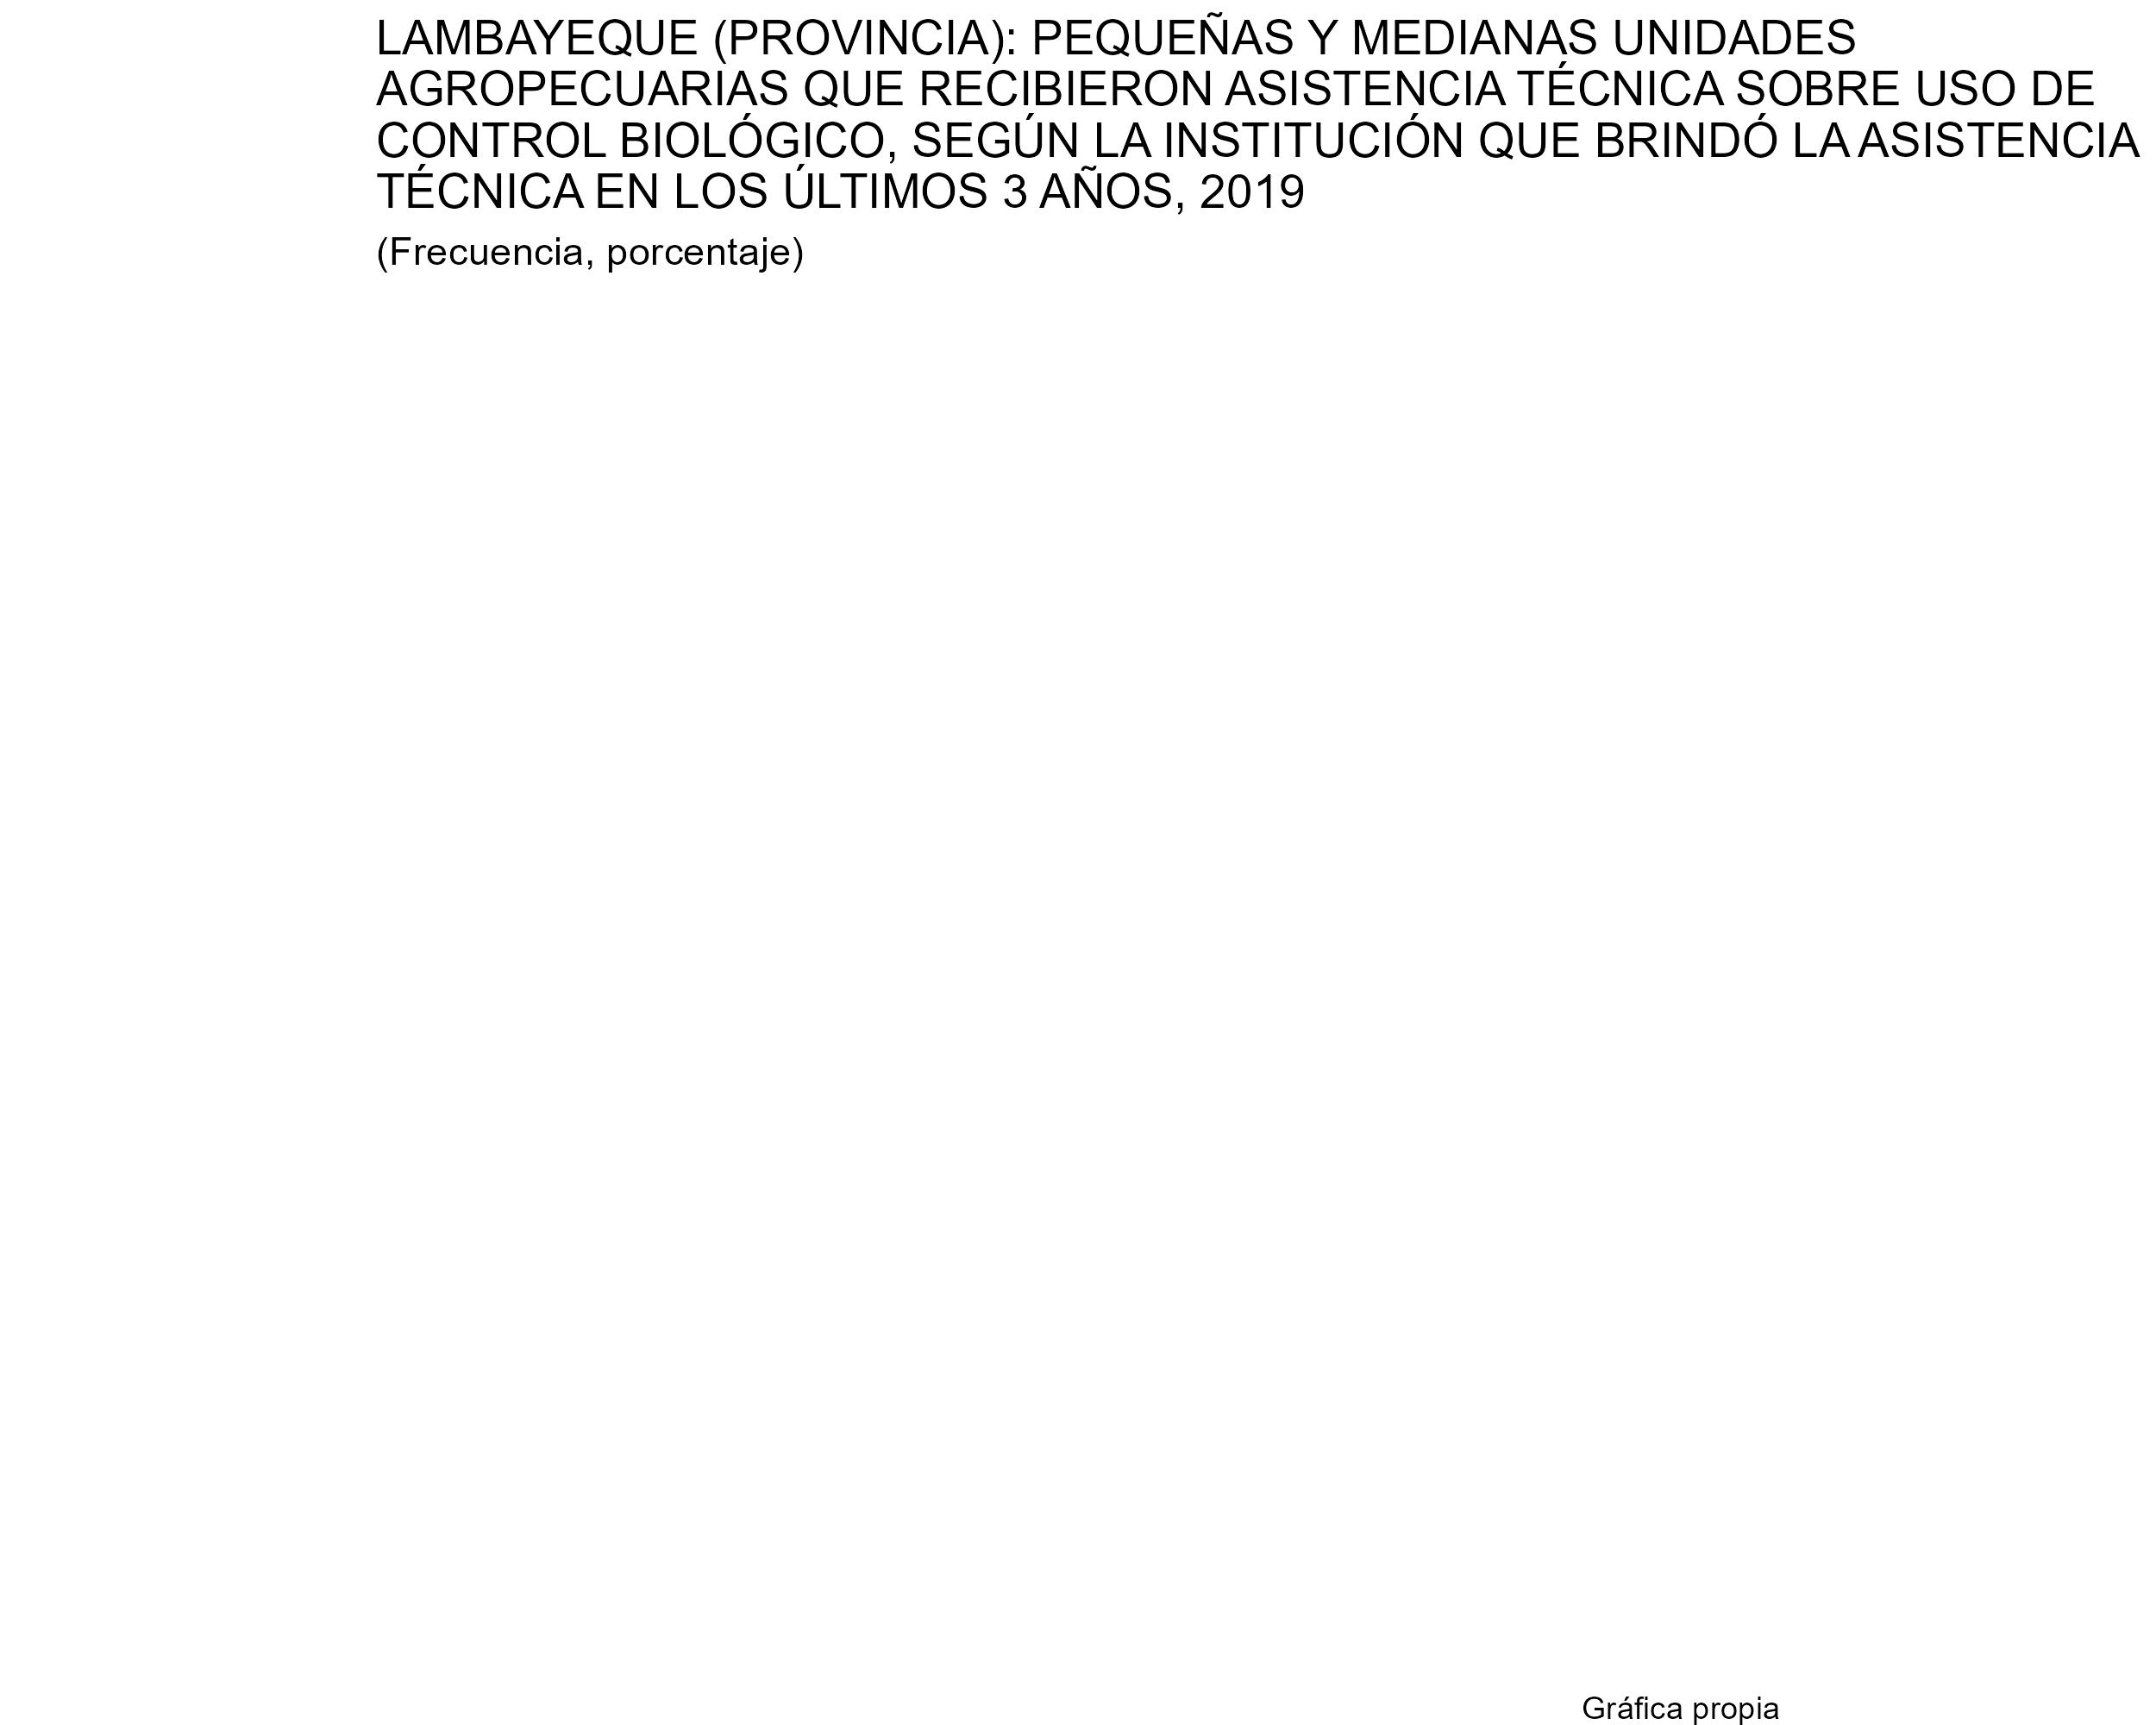 LAMBAYEQUE (PROVINCIA): PEQUEÑAS Y MEDIANAS UNIDADES
AGROPECUARIAS QUE RECIBIERON ASISTENCIA TÉCNICA SOBRE USO DE
CONTROL BIOLÓGICO, SEGÚN LA INSTITUCIÓN QUE BRINDÓ LA ASISTENCIA
TÉCNICA EN LOS ÚLTIMOS 3 AÑOS, 2019
(Frecuencia, porcentaje)
Gráfica propia